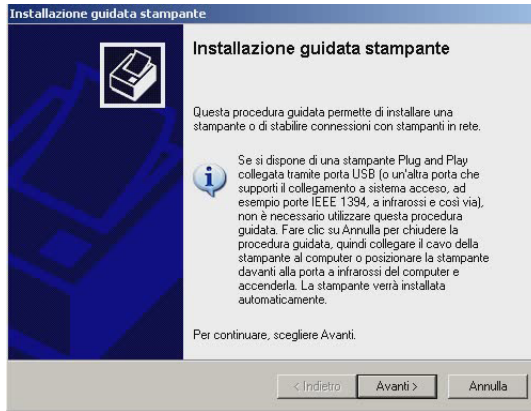 Installazione guidata stampante
Installazione guidata stampante
Questa procedura guidata permette di installare una
stampante o di stabilire connessioni con stampanti in rete.
Se si dispone di una stampante Plug and Play
collegata tramite porta USB (o un'altra porta che
supporti il collegamento a sistema acceso, ad
esempio porte IEEE 1394, a infrarossi e così via),
non è necessario utilizzare questa procedura
guidata. Fare clic su Annulla per chiudere la
procedura guidata, quindi collegare il cavo della
stampante al computer o posizionare la stampante
davanti alla porta a infrarossi del computer e
accenderla. La stampante verrà installata
automaticamente.
Per continuare, scegliere Avanti.
< Indietro Avanti > Annulla